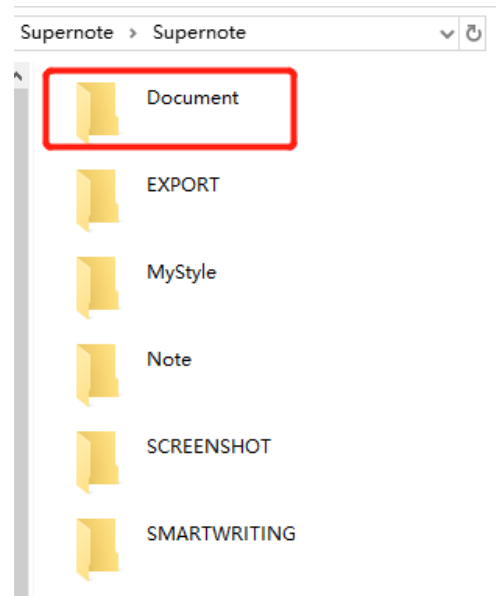 Supernote > Supernote
Document
EXPORT
MyStyle
Note
SCREENSHOT
SMARTWRITING